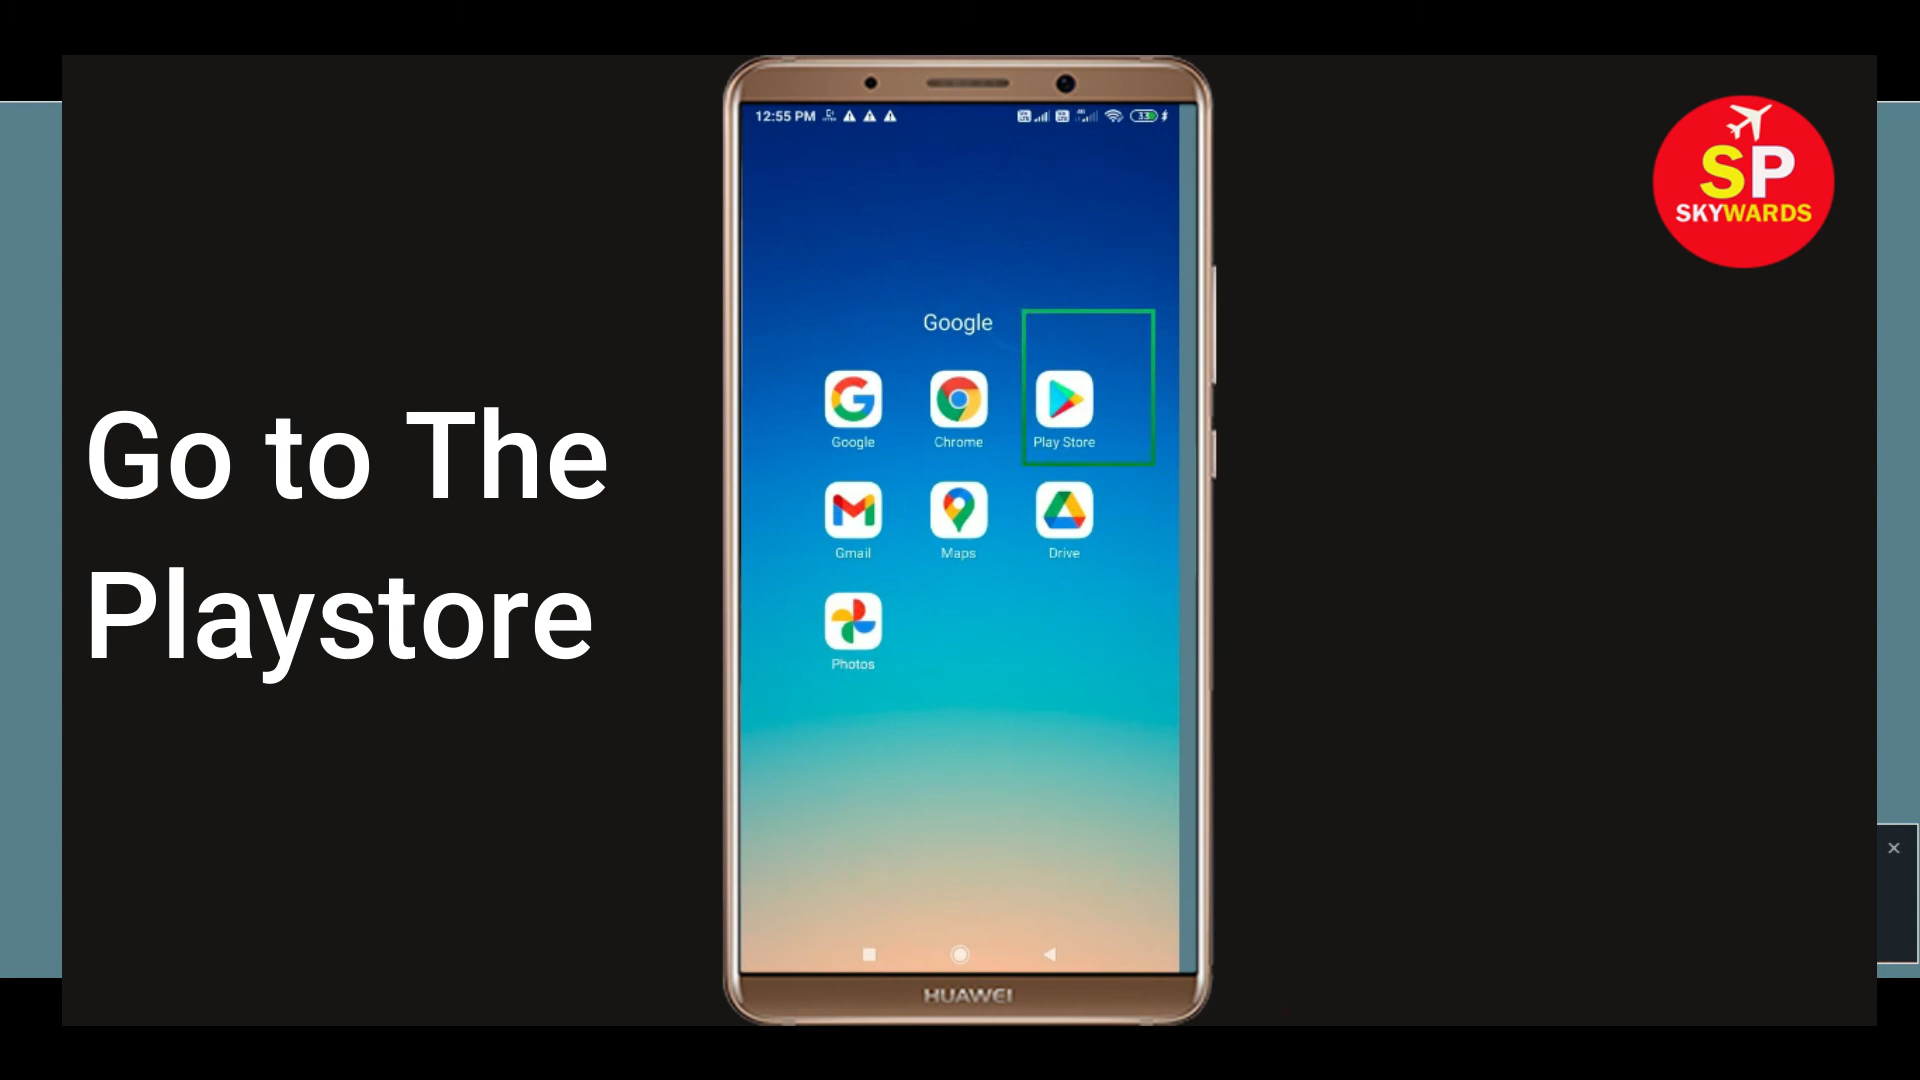 12:55 PM
33
SP
SKYWARDS
Google
Google
Chrome
Play Store
Go to The
Playstore
Gmail
Maps
Drive
Photos
HUAWEI